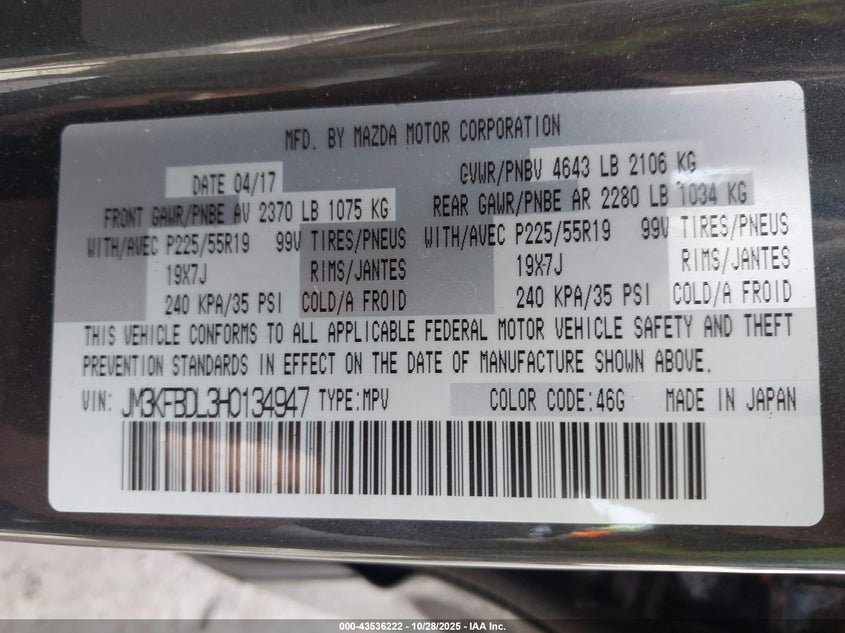 MFD. BY MAZDA MOTOR CORPORATION
DATE 04/17 GVWR/PNBV 4643 LB 2106 KG
FRONT GAWR/PNBE AV 2370 LB 1075 KG REAR GAWR/PNBE AR 2280 LB 1034 KG
WITH/AVEC P225/55R19 99V TIRES/PNEUS WITH/AVEC P225/55R19 99V TIRES/PNEUS
19X7J RIMS/JANTES 19X7J RIMS/JANTES
240 KPA/35 PSI COLD/A FROID 240 KPA/35 PSI COLD/A FROID
THIS VEHICLE CONFORMS TO ALL APPLICABLE FEDERAL MOTOR VEHICLE SAFETY AND THEFT
PREVENTION STANDARDS IN EFFECT ON THE DATE OF MANUFACTURE SHOWN ABOVE.
VIN: JM3KFBDL3H0134947 TYPE:MPV COLOR CODE:46G MADE IN JAPAN
000-43536222 - 10/28/2025 - IAA Inc.